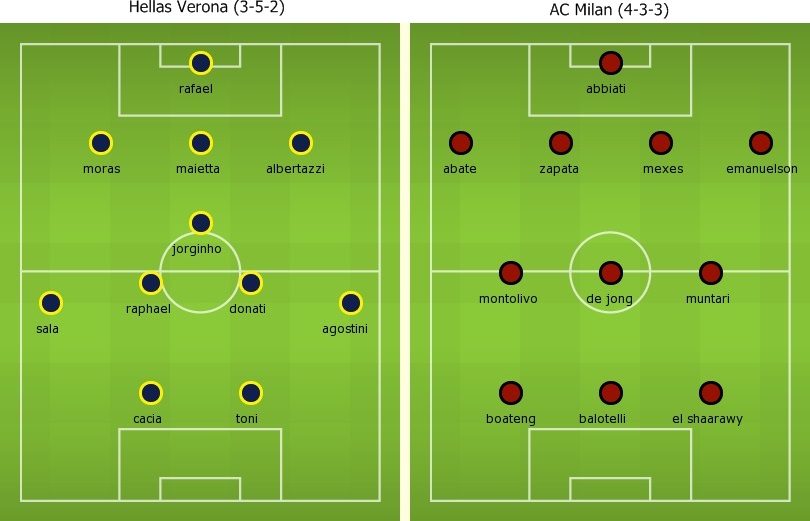 Hellas Verona (3-5-2)
rafael
moras maietta albertazzi
jorginho
raphael donati
sala agostini
cacia toni
AC Milan (4-3-3)
abbiati
abate zapata mexes emanuelson
montolivo de jong muntari
boateng balotelli el shaarawy